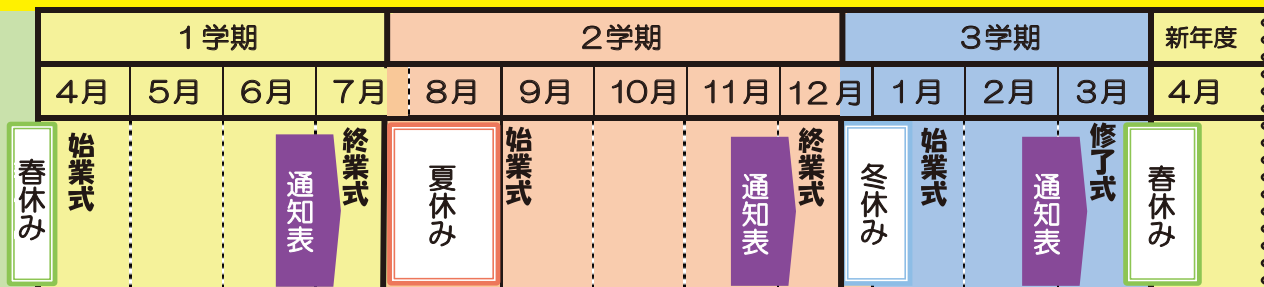 1学期
2学期
3学期
新年度
4月
5月
6月
7月
8月
9月
10月
11月
12月
1月
2月
3月
4月
春休み
始業式
通知表
終業式
夏休み
始業式
通知表
終業式
冬休み
始業式
通知表
修了式
春休み